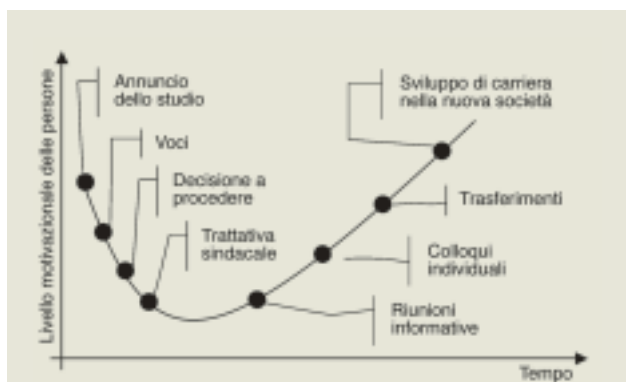 Annuncio
dello studio
Voci
Decisione a
procedere
Trattativa
sindacale
Sviluppo di carriera
nella nuova società
Trasferimenti
Colloqui
individuali
Riunioni
informative
Livello motivazionale delle persone
Tempo